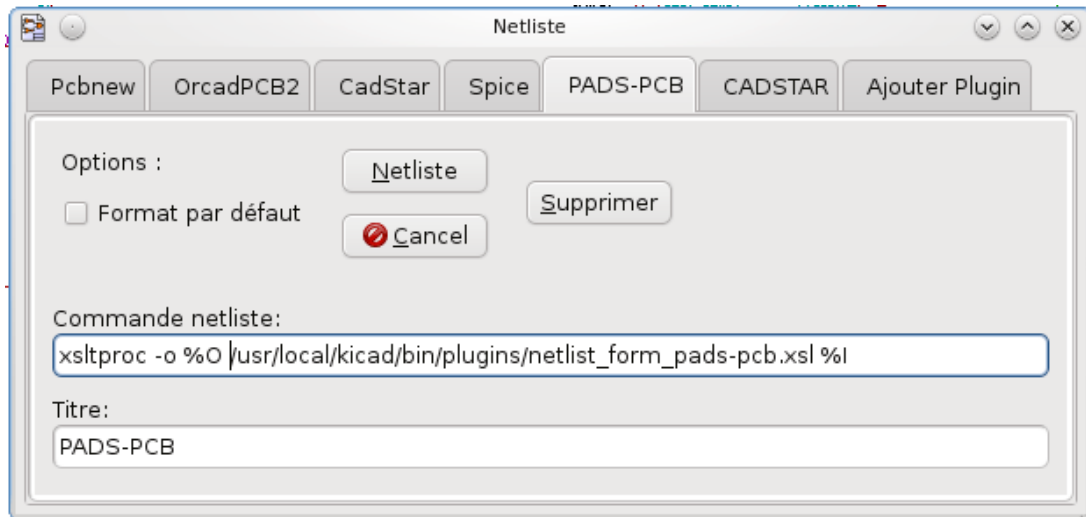 Netliste
Pcbnew OrcadPCB2 CadStar Spice PADS-PCB CADSTAR Ajouter Plugin
Options :
Netliste
Supprimer
Format par défaut
Cancel
Commande netliste:
xsltproc -o %O /usr/local/kicad/bin/plugins/netlist_form_pads-pcb.xsl %I
Titre:
PADS-PCB